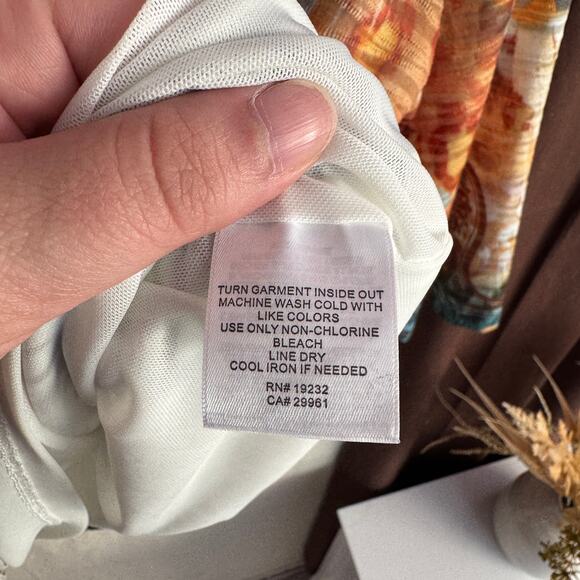 TURN GARMENT INSIDE OUT
MACHINE WASH COLD WITH
LIKE COLORS
USE ONLY NON-CHLORINE
BLEACH
LINE DRY
COOL IRON IF NEEDED
RN# 19232
CA# 29961